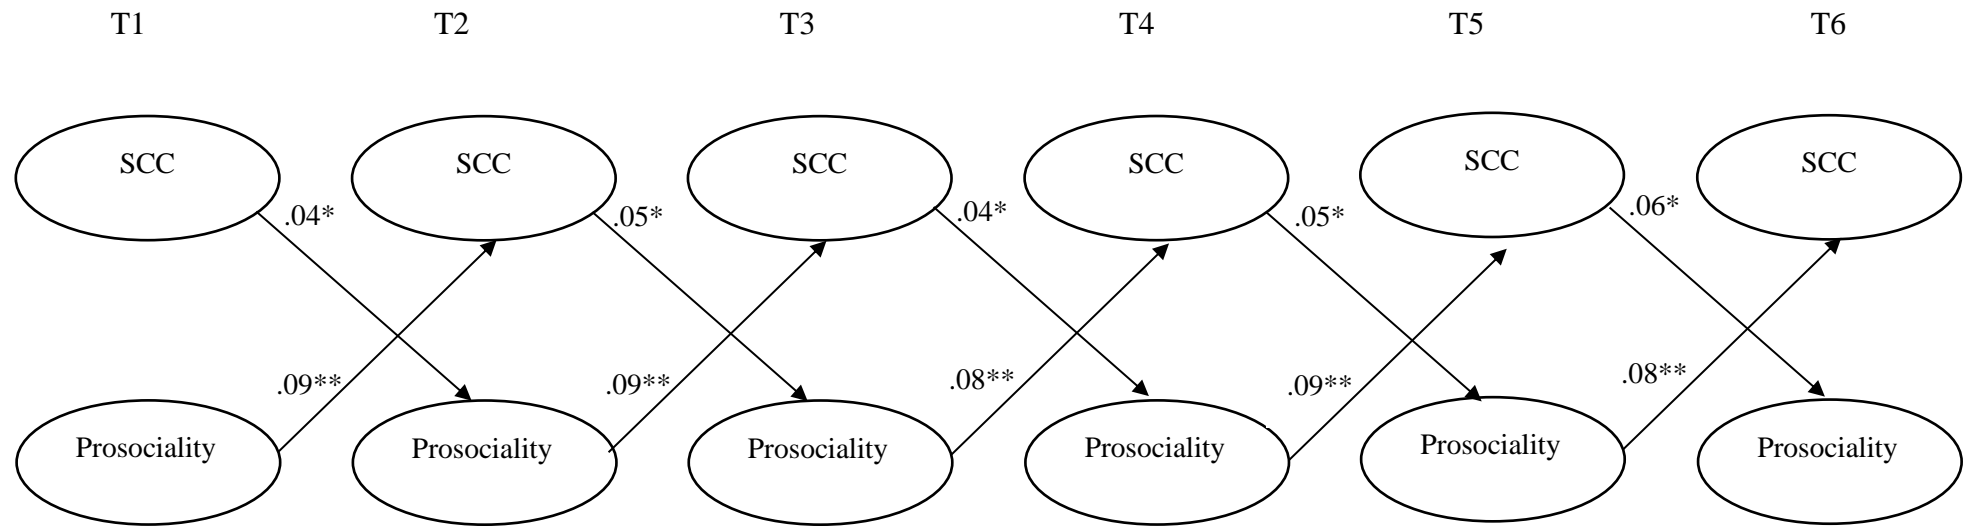 T1 T2 T3 T4 T5 T6
SCC SCC SCC SCC SCC SCC
.04* .05* .04* .05* .06*
.09** .09** .08** .09** .08**
Prosociality Prosociality Prosociality Prosociality Prosociality Prosociality